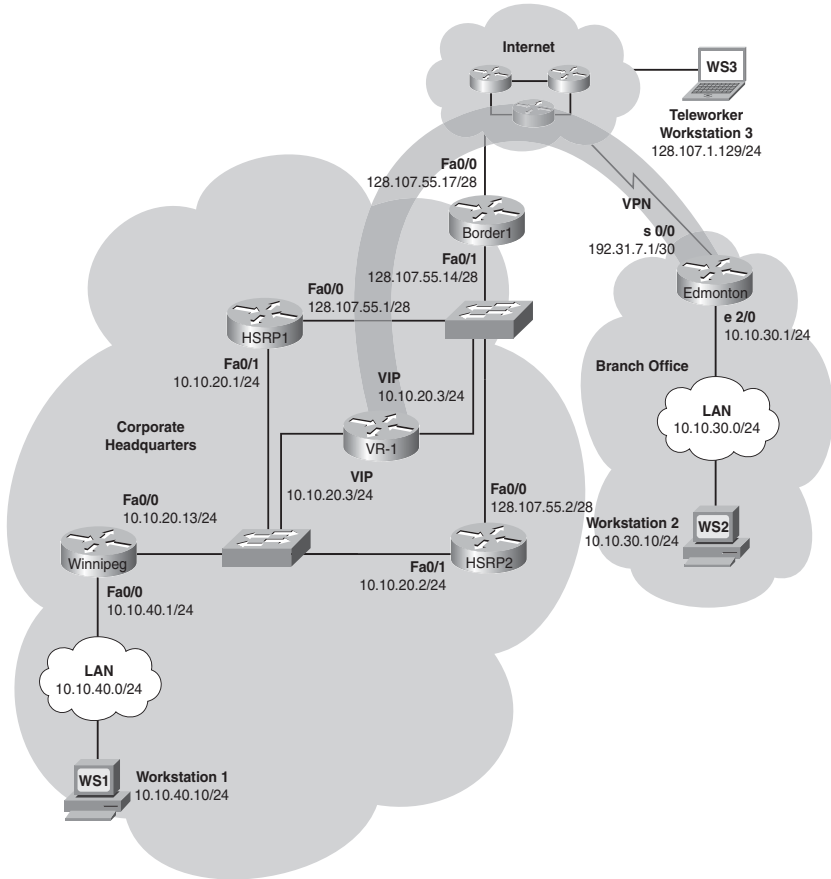 Internet
WS3
Teleworker
Workstation 3
128.107.1.129/24
Fa0/0
128.107.55.17/28
Border1
Fa0/1
128.107.55.14/28
VPN
s 0/0
192.31.7.1/30
Edmonton
e 2/0
10.10.30.1/24
Branch Office
LAN
10.10.30.0/24
WS2
Workstation 2
10.10.30.10/24
Fa0/0
128.107.55.1/28
HSRP1
Fa0/1
10.10.20.1/24
VIP
10.10.20.3/24
VR-1
VIP
10.10.20.3/24
Corporate
Headquarters
Fa0/0
128.107.55.2/28
HSRP2
Fa0/1
10.10.20.2/24
Fa0/0
10.10.20.13/24
Winnipeg
Fa0/0
10.10.40.1/24
LAN
10.10.40.0/24
WS1
Workstation 1
10.10.40.10/24